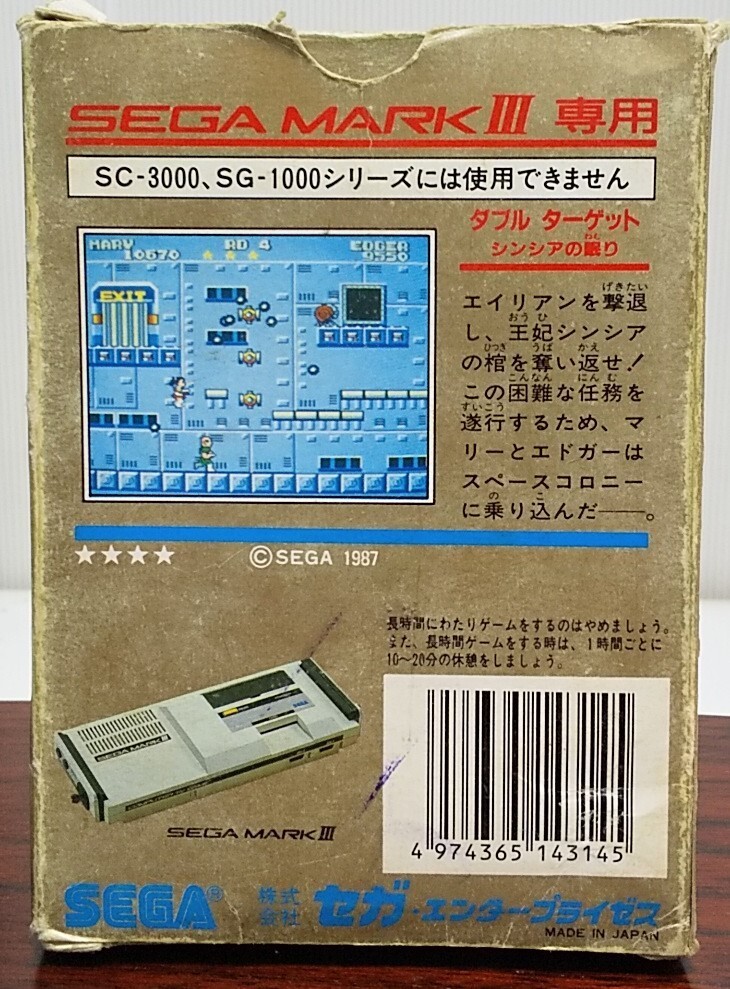 SEGA MARK III 専用
SC-3000、SG-1000シリーズには使用できません
MARY RD 4 EDGER
10670 9550
EXIT
ダブル ターゲット
シンシアの眠り
エイリアンを撃退
し、王妃シンシア
の棺を奪い返せ!
この困難な任務を
遂行するため、マ
リーとエドガーは
スペースコロニー
に乗り込んだ——。
★★★★ ©SEGA 1987
長時間にわたりゲームをするのはやめましょう。
また、長時間ゲームをする時は、1時間ごとに
10〜20分の休憩をしましょう。
SEGA MARK III
SEGA
SEGA MARK III
4 974365 143145
SEGA® 株式会社 セガ・エンタープライゼス
MADE IN JAPAN